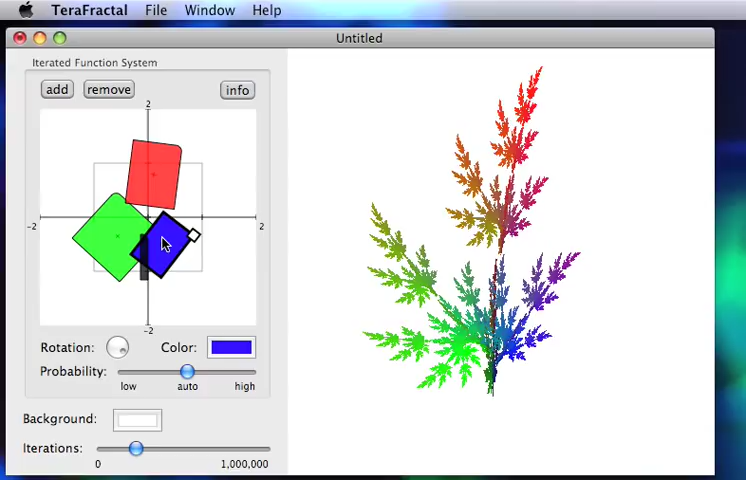 TeraFractal File Window Help
Untitled
Iterated Function System
add remove info
2
-2 2
-2
Rotation: Color:
Probability:
low auto high
Background:
Iterations:
0 1,000,000